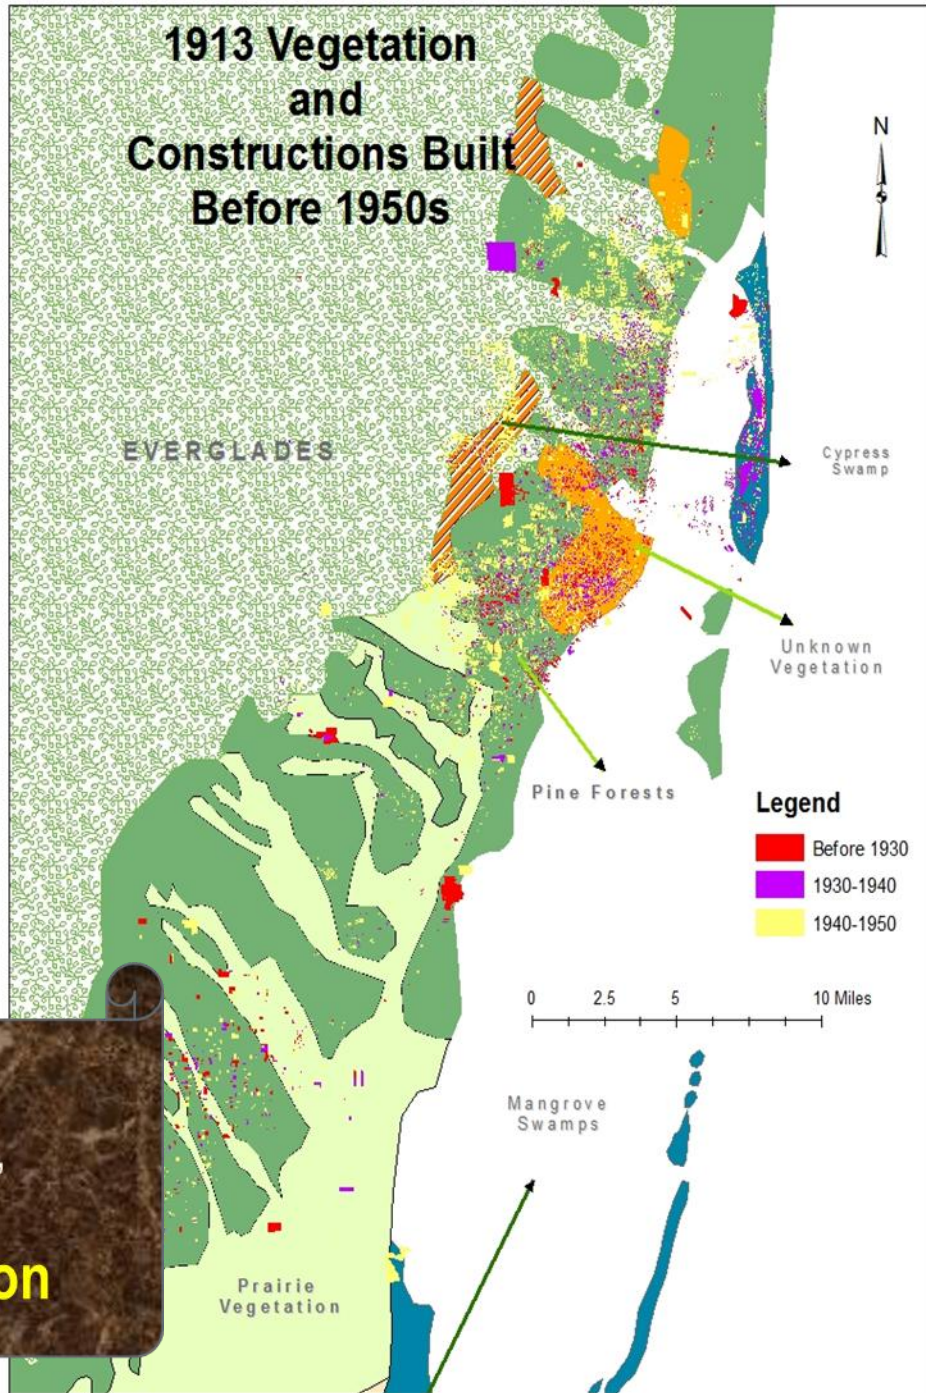 1913 Vegetation
and
Constructions Built
Before 1950s
N
EVERGLADES
Cypress
Swamp
Unknown
Vegetation
Pine Forests
Legend
Before 1930
1930-1940
1940-1950
0 2.5 5 10 Miles
Mangrove
Swamps
Prairie
Vegetation